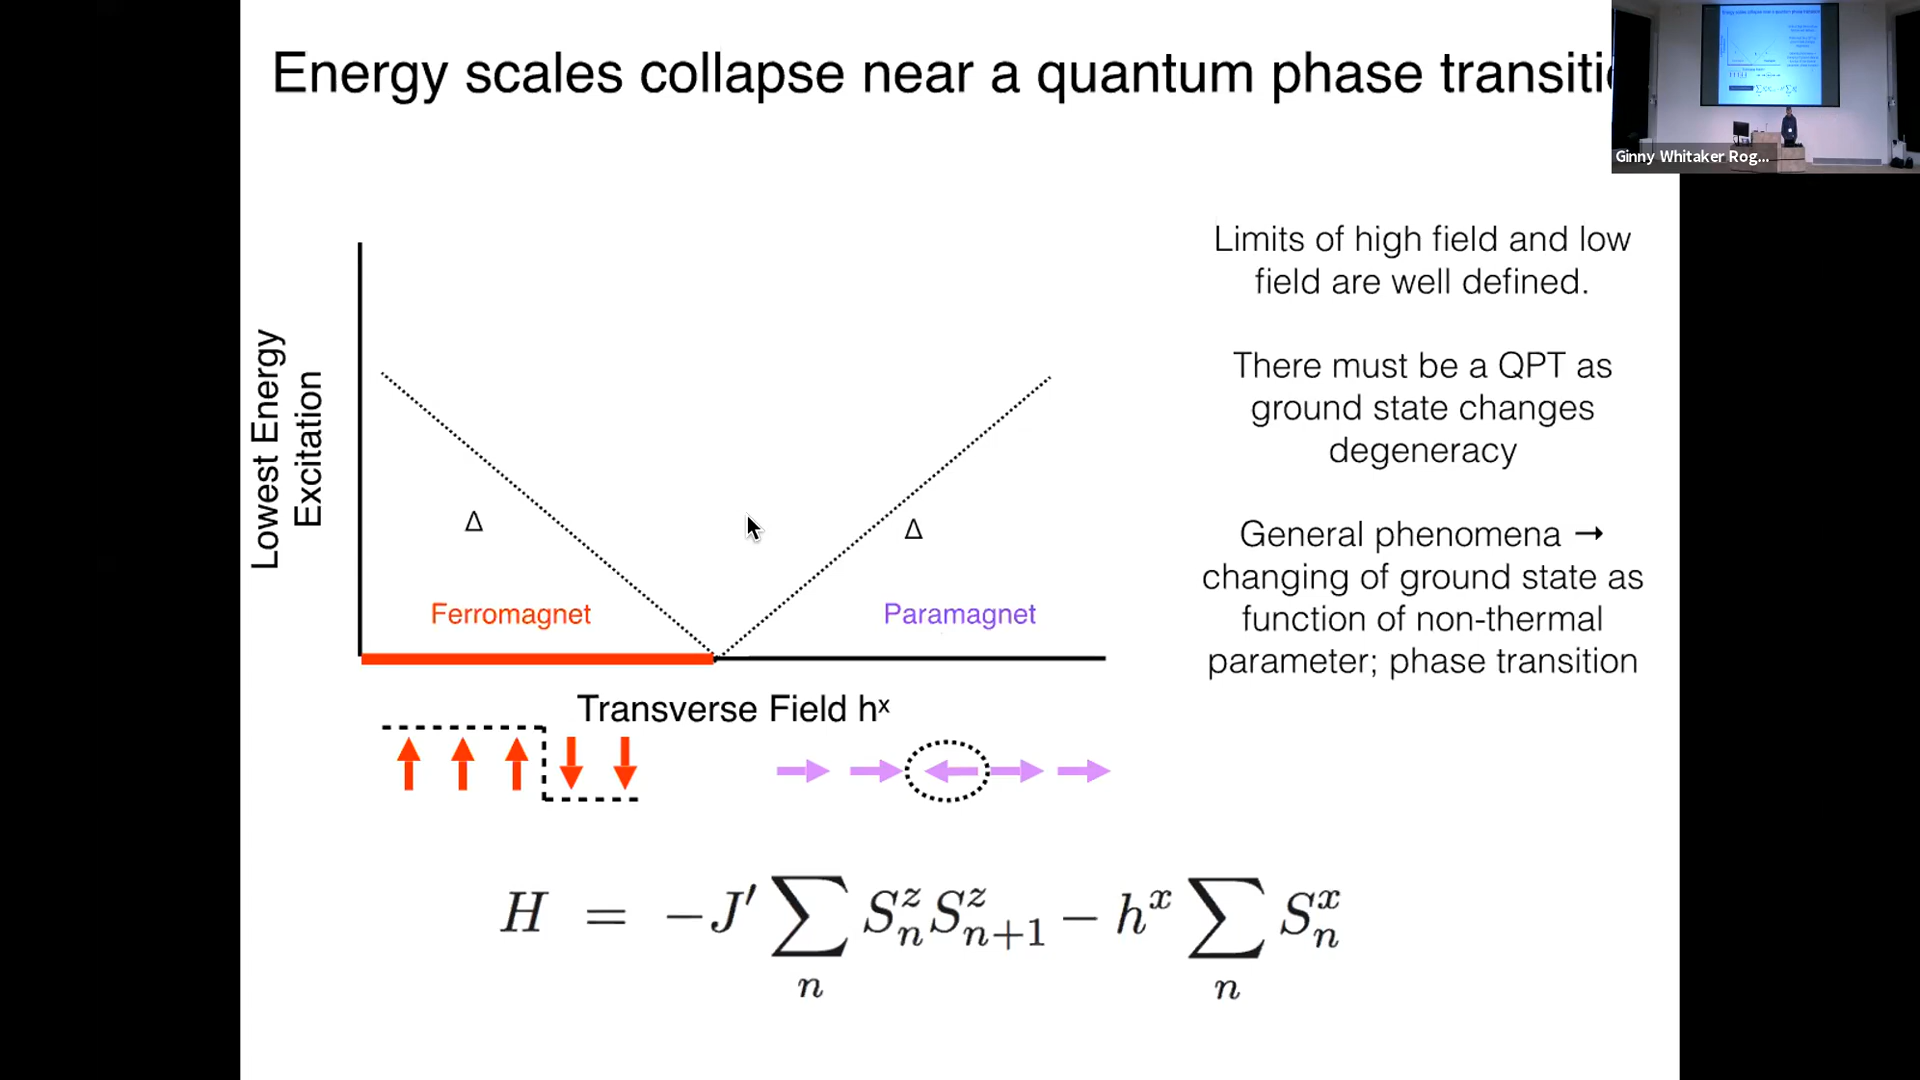 Energy scales collapse near a quantum phase transiti
Ginny Whitaker Rog...
Limits of high field and low
field are well defined.
There must be a QPT as
ground state changes
degeneracy
General phenomena →
changing of ground state as
function of non-thermal
parameter; phase transition
Lowest Energy
Excitation
Δ
Δ
Ferromagnet
Paramagnet
Transverse Field hˣ
H = −J′ ∑ₙ Sᶻₙ Sᶻₙ₊₁ − hˣ ∑ₙ Sˣₙ